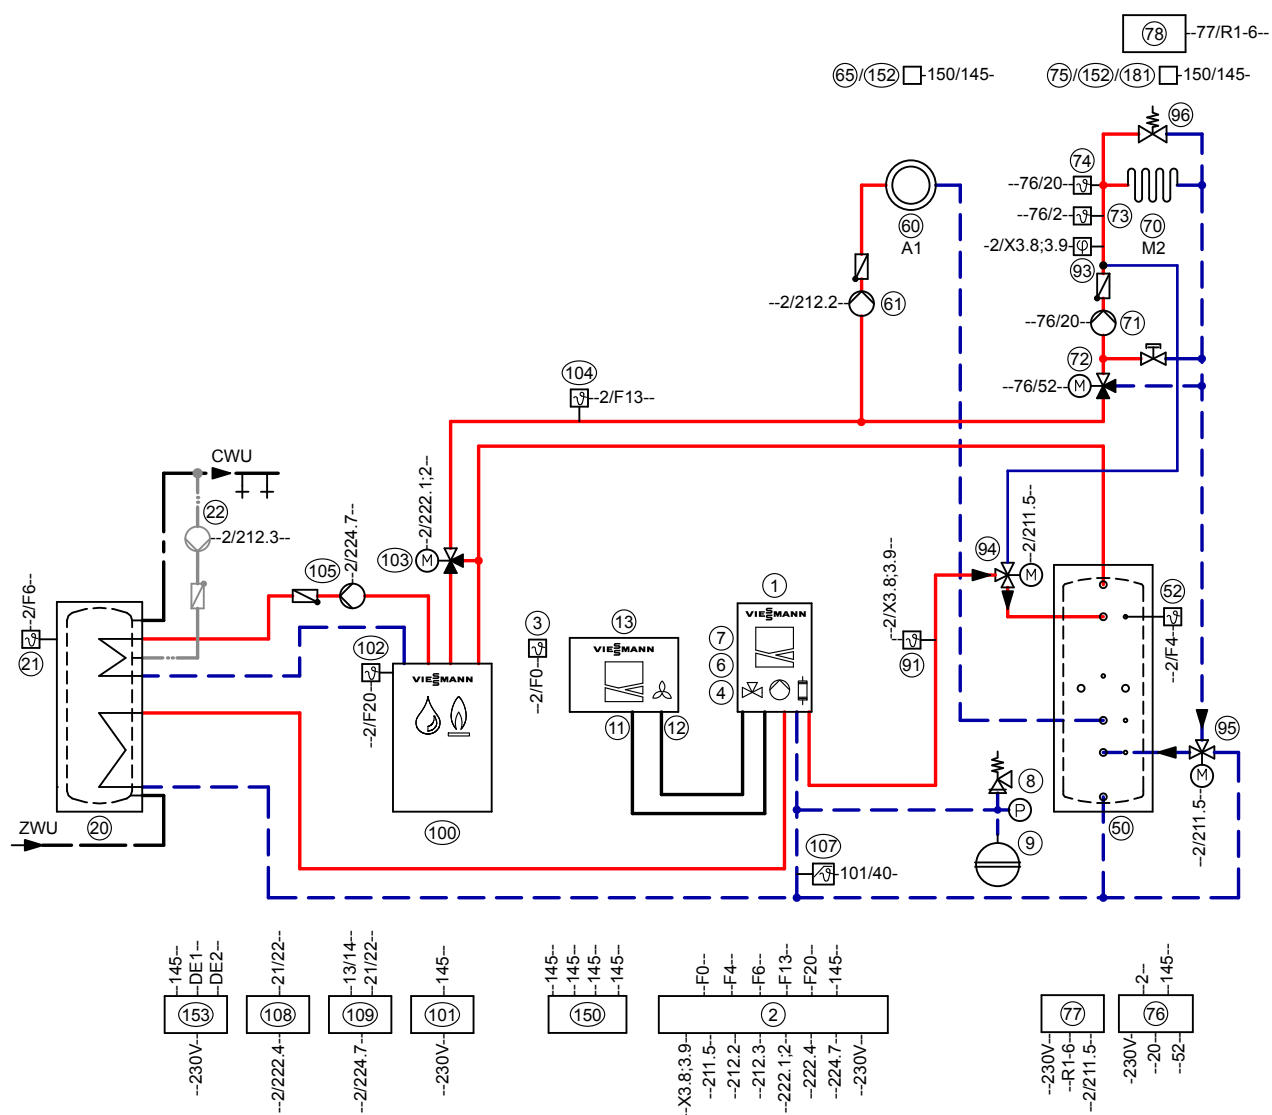 78 --77/R1-6--
65/152 -150/145-
75/152/181 -150/145-
96
74
--76/20--
--76/2--
73
60
A1
70
M2
-2/X3.8;3.9-
93
--2/212.2--
61
--76/20--
71
72
--76/52--
M
104
--2/F13--
CWU
22
--2/212.3--
--2/222.1;2--
--2/224.7--
105
103
M
--2/X3.8;3.9--
94
--2/211.5--
M
1
--2/F6--
21
102
--2/F20--
3
--2/F0--
13
VIESMANN
VIESMANN
VIESMANN
7
6
4
11
12
91
52
--2/F4--
95
M
--2/211.5--
8
P
9
50
ZWU
20
100
107
-101/40-
--145--
--DE1--
--DE2--
--21/22--
--13/14--
--21/22--
--145--
--145--
--145--
--145--
--145--
--F0--
--F4--
--F6--
--F13--
--F20--
--145--
--2--
--145--
153
108
109
101
150
2
77
76
--230V--
--2/222.4--
--2/224.7--
--230V--
--X3.8;3.9
--211.5--
--212.2--
--212.3--
--222.1;2--
--222.4--
--224.7--
--230V--
--230V--
--R1-6--
--2/211.5--
-230V-
--20--
--52--